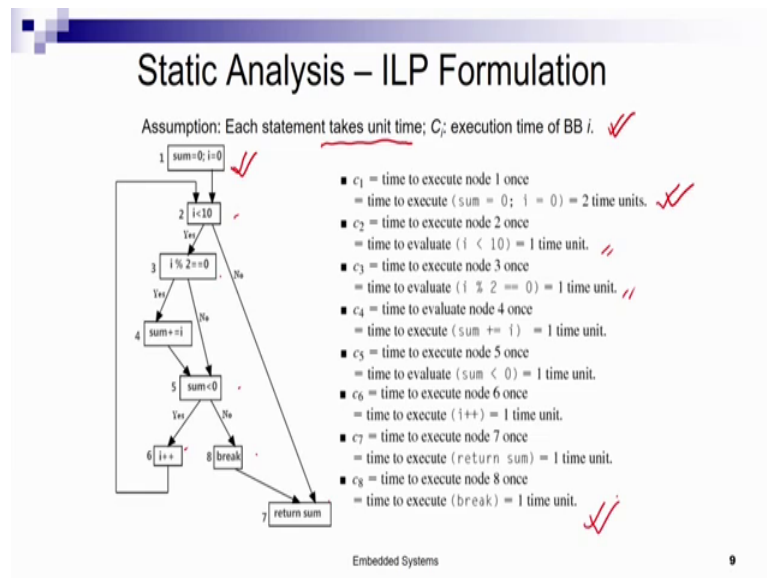 Static Analysis – ILP Formulation
Assumption: Each statement takes unit time; Ci: execution time of BB i.
1 sum=0; i=0
2 i<10
Yes
No
3 i%2==0
Yes
No
4 sum+=i
5 sum<0
Yes
No
6 i++
8 break
7 return sum
■ c1 = time to execute node 1 once
= time to execute (sum = 0; i = 0) = 2 time units.
■ c2 = time to execute node 2 once
= time to evaluate (i < 10) = 1 time unit.
■ c3 = time to execute node 3 once
= time to evaluate (i % 2 == 0) = 1 time unit.
■ c4 = time to evaluate node 4 once
= time to execute (sum += i) = 1 time unit.
■ c5 = time to execute node 5 once
= time to evaluate (sum < 0) = 1 time unit.
■ c6 = time to execute node 6 once
= time to execute (i++) = 1 time unit.
■ c7 = time to execute node 7 once
= time to execute (return sum) = 1 time unit.
■ c8 = time to execute node 8 once
= time to execute (break) = 1 time unit.
Embedded Systems
9